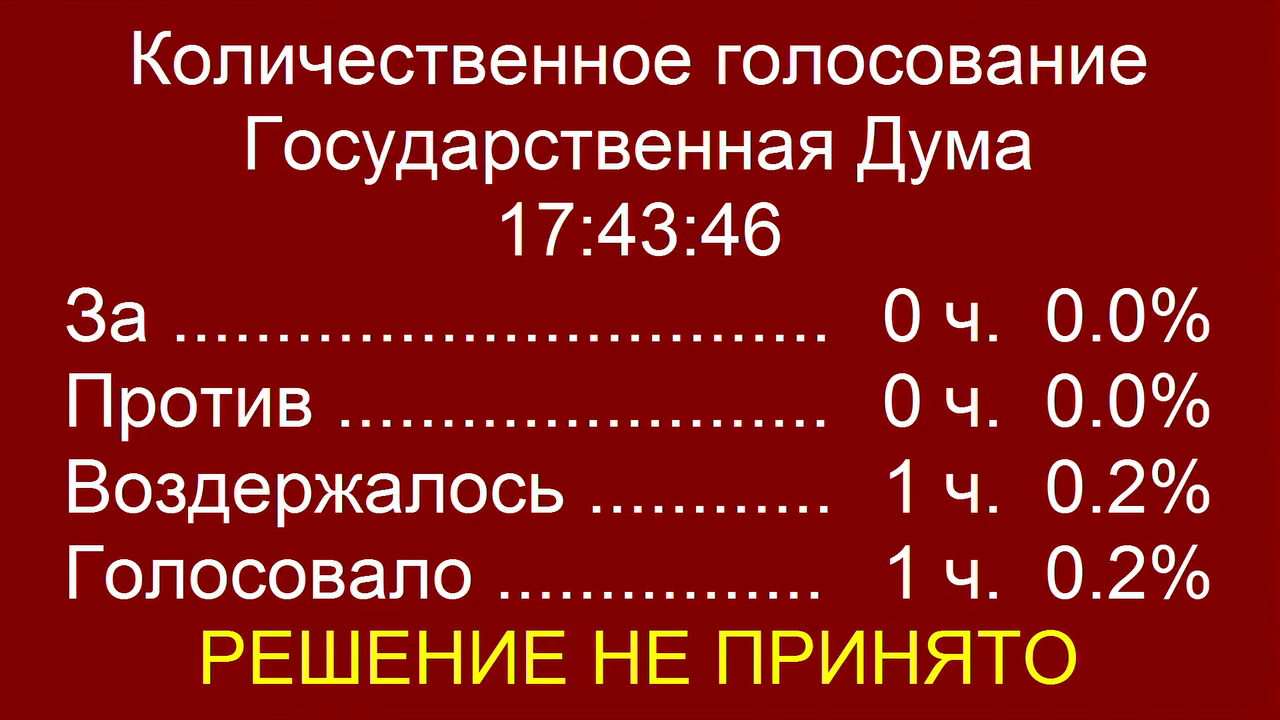 Количественное голосование
Государственная Дума
17:43:46
За ................................ 0 ч. 0.0%
Против ........................ 0 ч. 0.0%
Воздержалось ............ 1 ч. 0.2%
Голосовало ................ 1 ч. 0.2%
РЕШЕНИЕ НЕ ПРИНЯТО